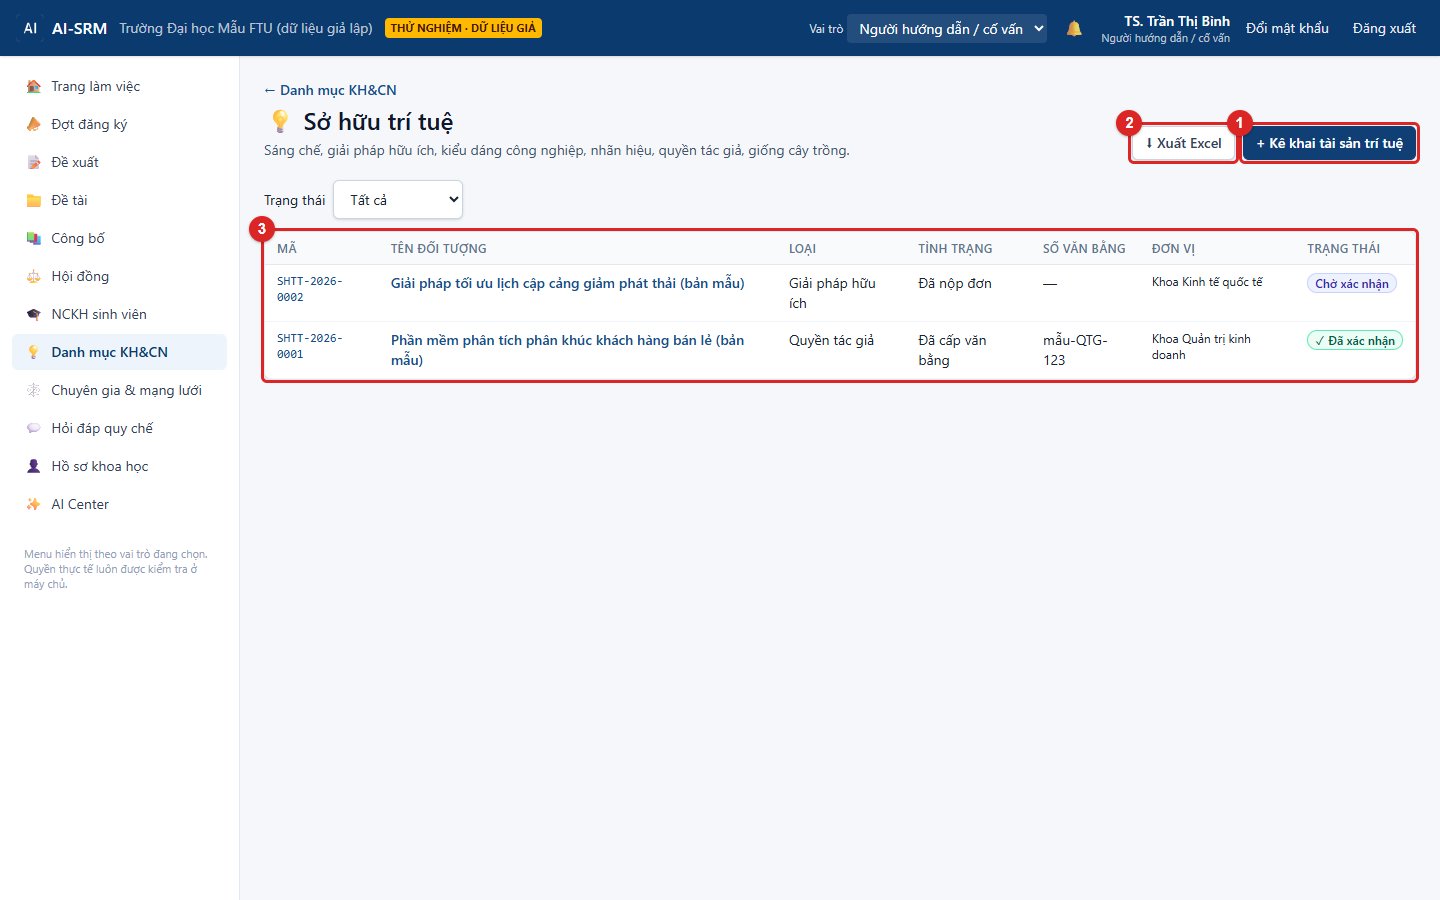 AI AI-SRM Trường Đại học Mẫu FTU (dữ liệu giả lập) THỬ NGHIỆM · DỮ LIỆU GIẢ Vai trò Người hướng dẫn / cố vấn TS. Trần Thị Bình Đổi mật khẩu Đăng xuất
Người hướng dẫn / cố vấn
Trang làm việc
Đợt đăng ký
Đề xuất
Đề tài
Công bố
Hội đồng
NCKH sinh viên
Danh mục KH&CN
Chuyên gia & mạng lưới
Hỏi đáp quy chế
Hồ sơ khoa học
AI Center
Menu hiển thị theo vai trò đang chọn.
Quyền thực tế luôn được kiểm tra ở
máy chủ.
← Danh mục KH&CN
Sở hữu trí tuệ
Sáng chế, giải pháp hữu ích, kiểu dáng công nghiệp, nhãn hiệu, quyền tác giả, giống cây trồng.
2 1
⬇ Xuất Excel + Kê khai tài sản trí tuệ
Trạng thái Tất cả
3
MÃ TÊN ĐỐI TƯỢNG LOẠI TÌNH TRẠNG SỐ VĂN BẰNG ĐƠN VỊ TRẠNG THÁI
SHTT-2026- Giải pháp tối ưu lịch cập cảng giảm phát thải (bản mẫu) Giải pháp hữu Đã nộp đơn — Khoa Kinh tế quốc tế Chờ xác nhận
0002 ích
SHTT-2026- Phần mềm phân tích phân khúc khách hàng bán lẻ (bản Quyền tác giả Đã cấp văn mẫu-QTG- Khoa Quản trị kinh ✓ Đã xác nhận
0001 mẫu) bằng 123 doanh